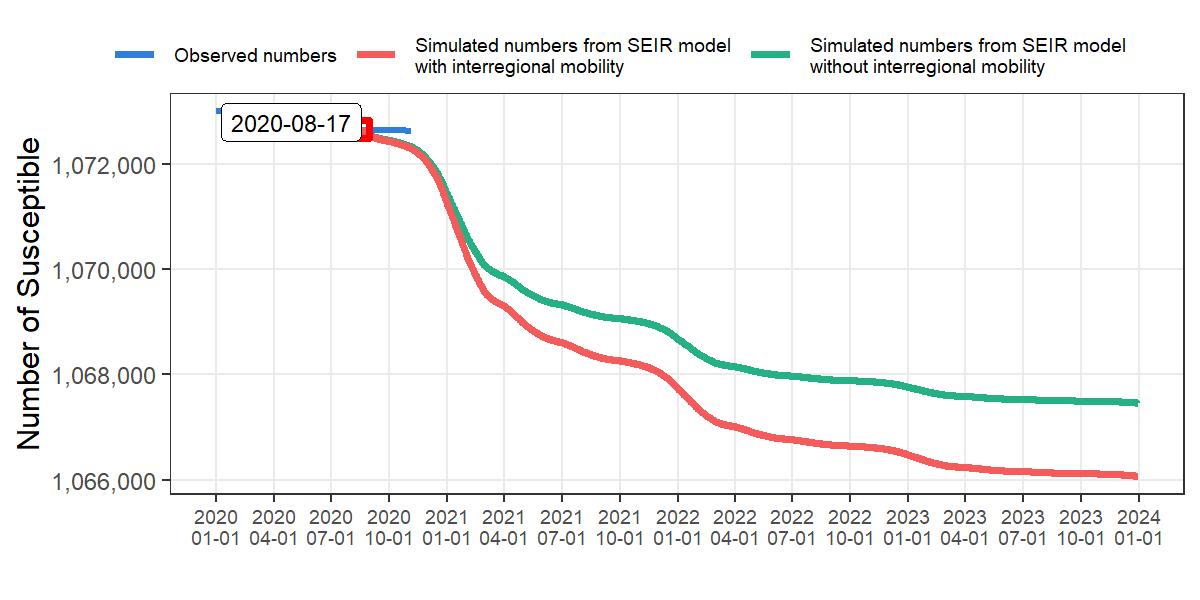 Observed numbers
Simulated numbers from SEIR model
with interregional mobility
Simulated numbers from SEIR model
without interregional mobility
2020-08-17
Number of Susceptible
1,072,000
1,070,000
1,068,000
1,066,000
2020 2020 2020 2020 2021 2021 2021 2021 2022 2022 2022 2022 2023 2023 2023 2023 2024
01-01 04-01 07-01 10-01 01-01 04-01 07-01 10-01 01-01 04-01 07-01 10-01 01-01 04-01 07-01 10-01 01-01